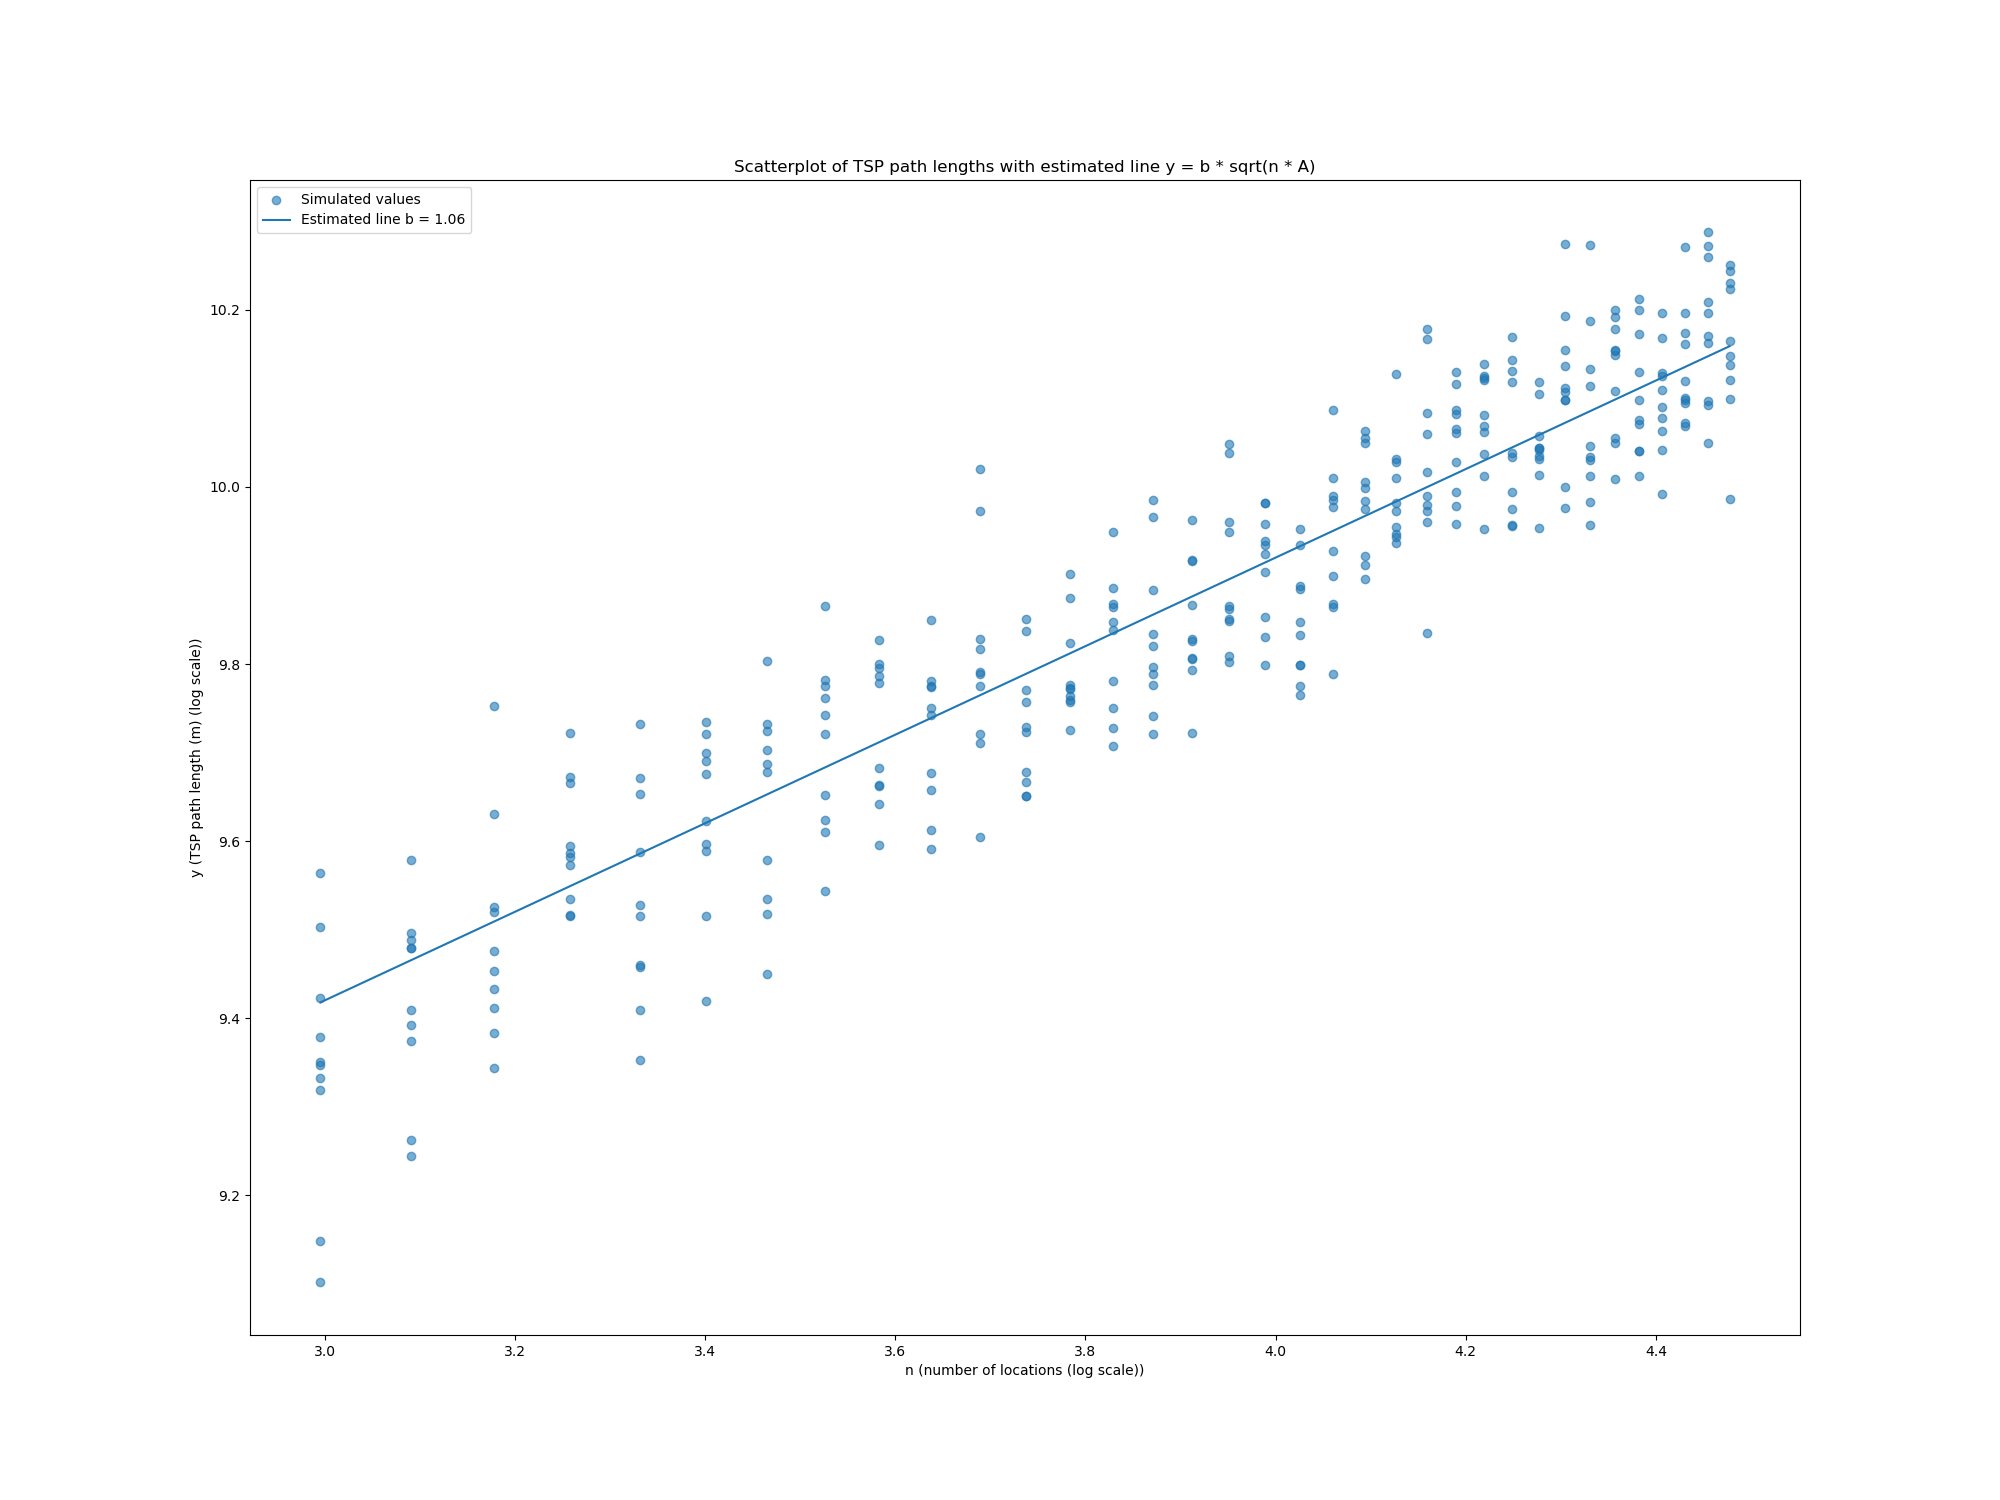 Scatterplot of TSP path lengths with estimated line y = b * sqrt(n * A)
Simulated values
Estimated line b = 1.06
10.2
10.0
9.8
9.6
9.4
9.2
y (TSP path length (m) (log scale))
3.0 3.2 3.4 3.6 3.8 4.0 4.2 4.4
n (number of locations (log scale))